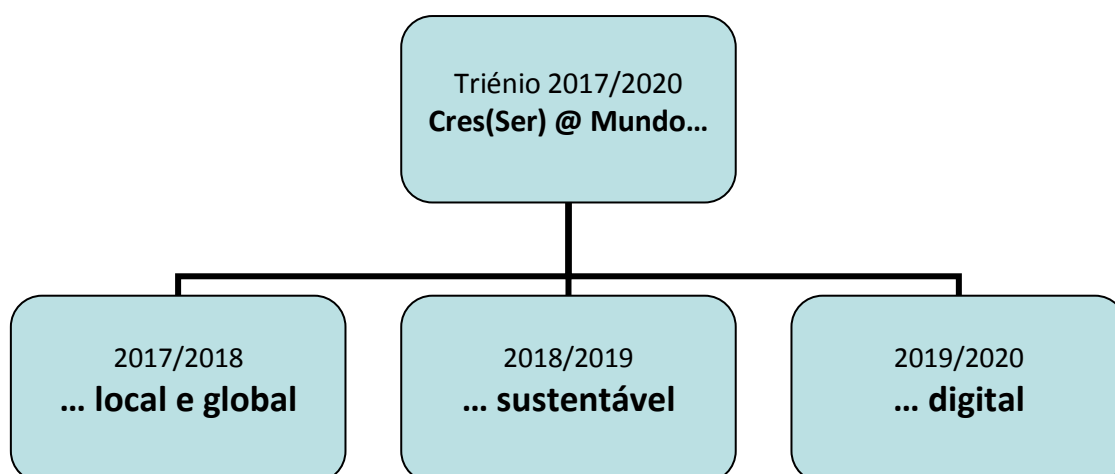 Triénio 2017/2020
Cres(Ser) @ Mundo…
2017/2018
… local e global
2018/2019
… sustentável
2019/2020
… digital